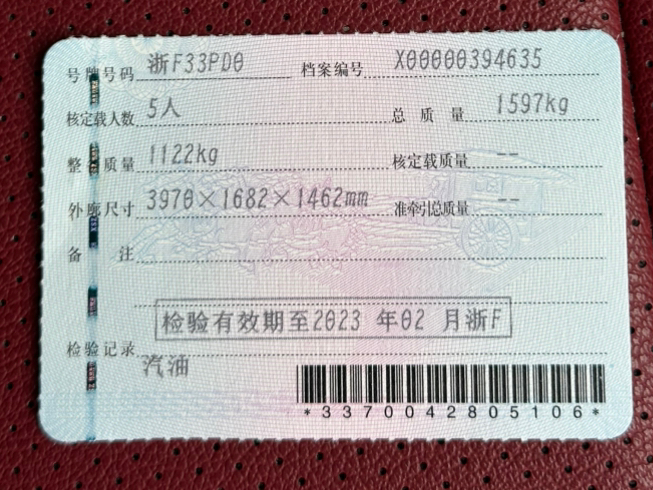 号牌号码 浙F33PD0 档案编号 X00000394635
核定载人数 5人 总质量 1597kg
整备质量 1122kg 核定载质量 --
外廓尺寸 3970×1682×1462mm 准牵引总质量 --
备注
检验有效期至2023 年02 月浙F
检验记录
汽油
*3370042805106*